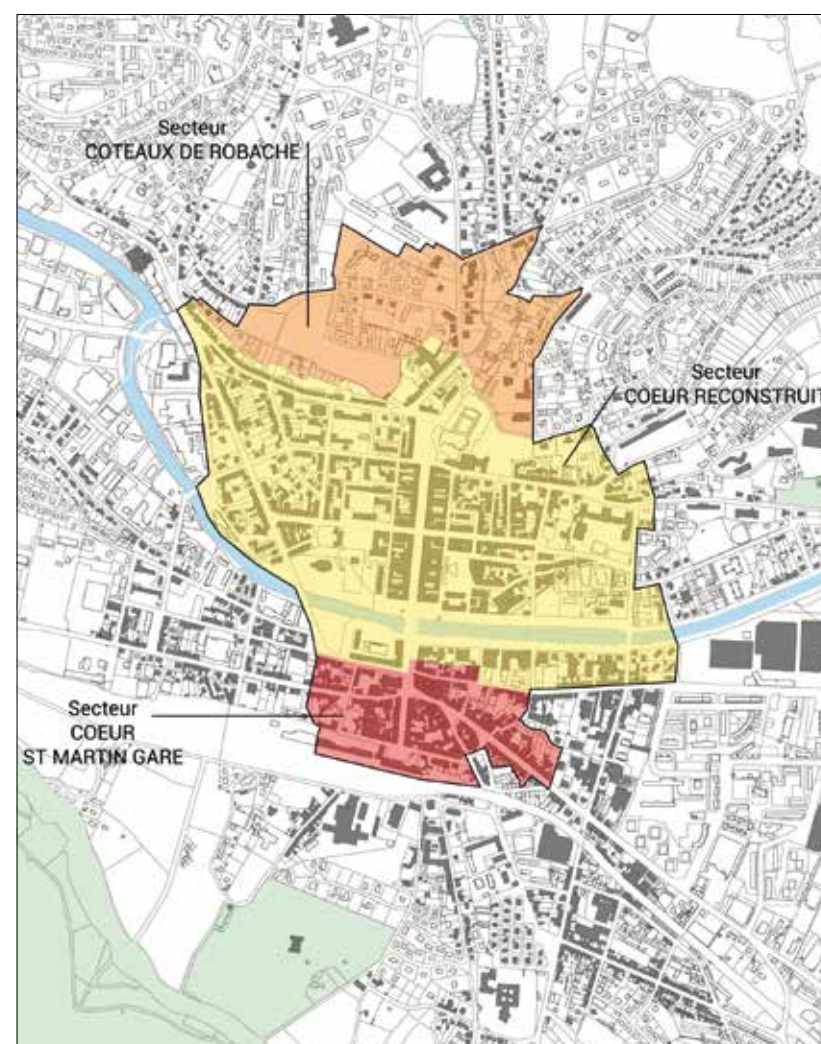 Secteur
COTEAUX DE ROBACHE
Secteur
COEUR RECONSTRUIT
Secteur
COEUR
ST MARTIN GARE